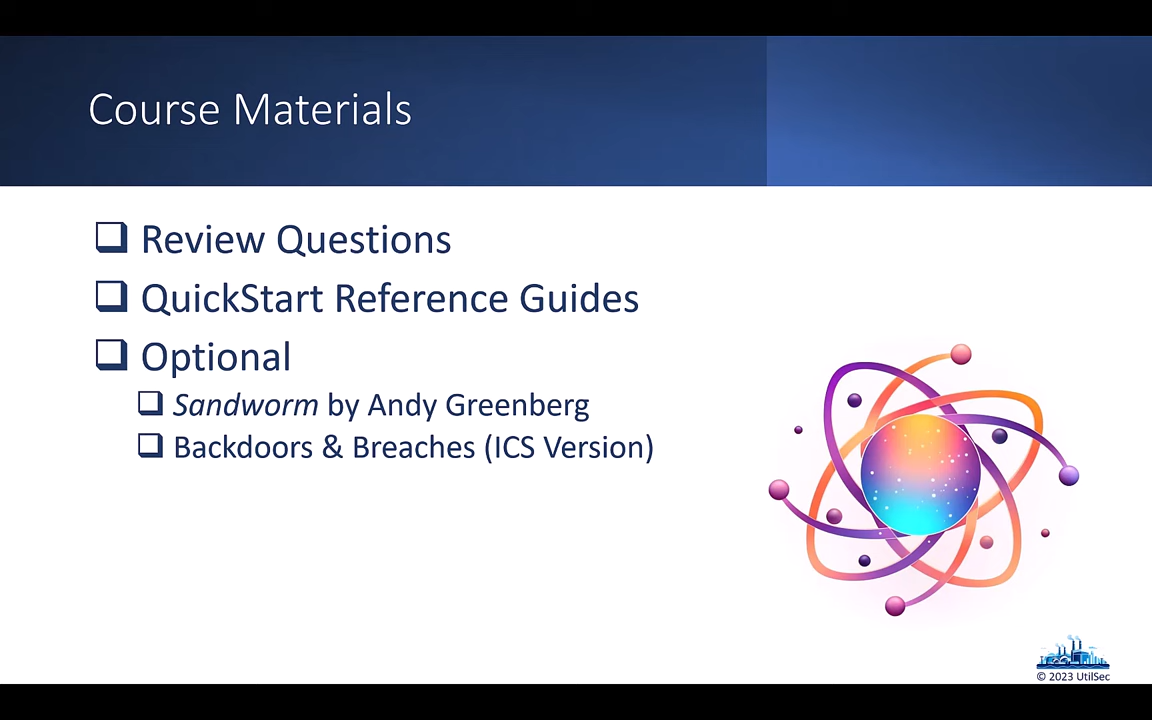 Course Materials
Review Questions
QuickStart Reference Guides
Optional
Sandworm by Andy Greenberg
Backdoors & Breaches (ICS Version)
© 2023 UtilSec